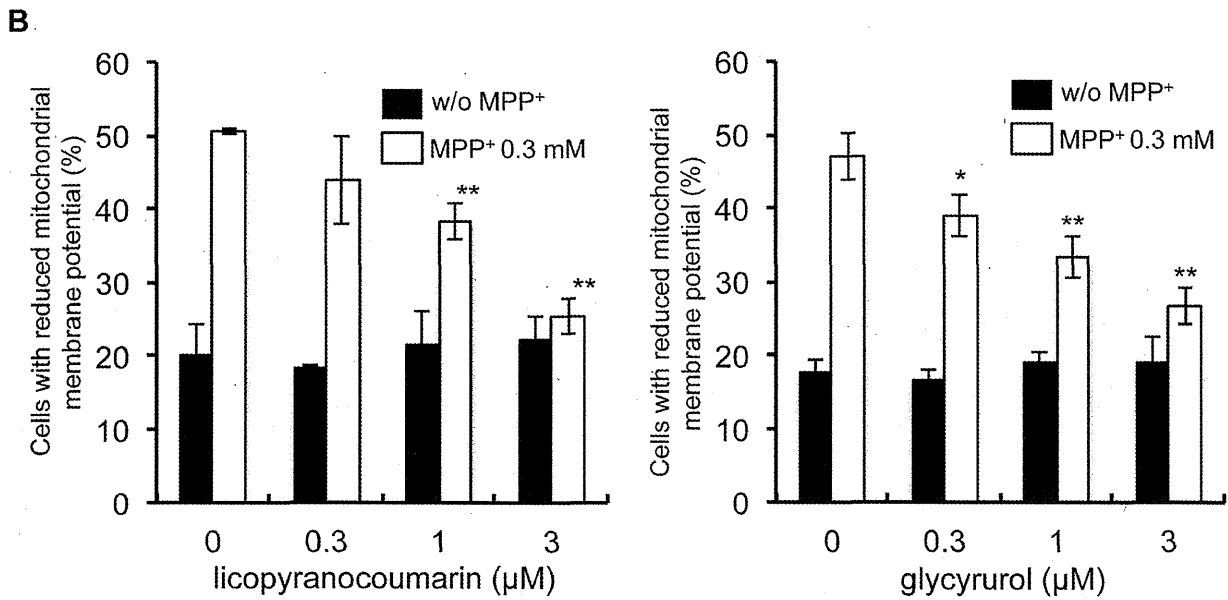 B
Cells with reduced mitochondrial
membrane potential (%)
60
50
40
30
20
10
0
w/o MPP⁺
MPP⁺ 0.3 mM
**
**
0 0.3 1 3
licopyranocoumarin (μM)
Cells with reduced mitochondrial
membrane potential (%)
60
50
40
30
20
10
0
w/o MPP⁺
MPP⁺ 0.3 mM
*
**
**
0 0.3 1 3
glycyrurol (μM)